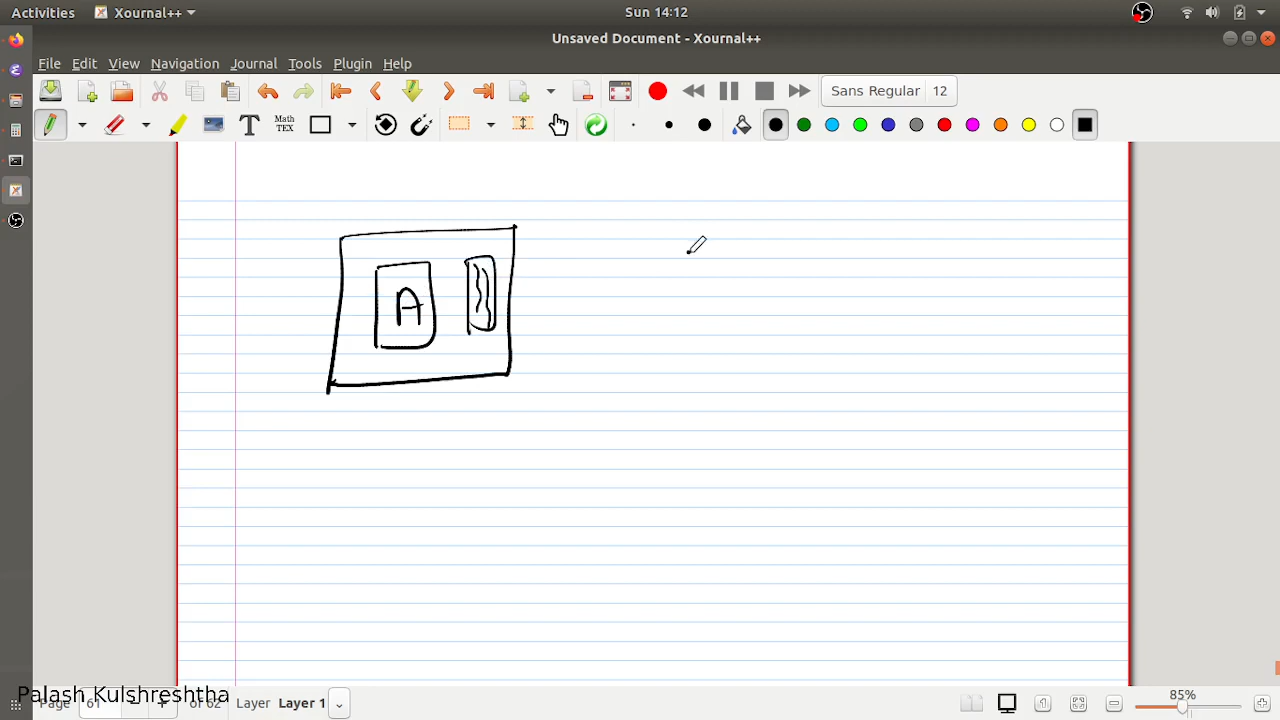 Activities Xournal++ Sun 14:12
Unsaved Document - Xournal++
File Edit View Navigation Journal Tools Plugin Help
Sans Regular 12
T Math TEX
A
Palash Kulshreshtha
Page 61 of 62 Layer Layer 1 85%